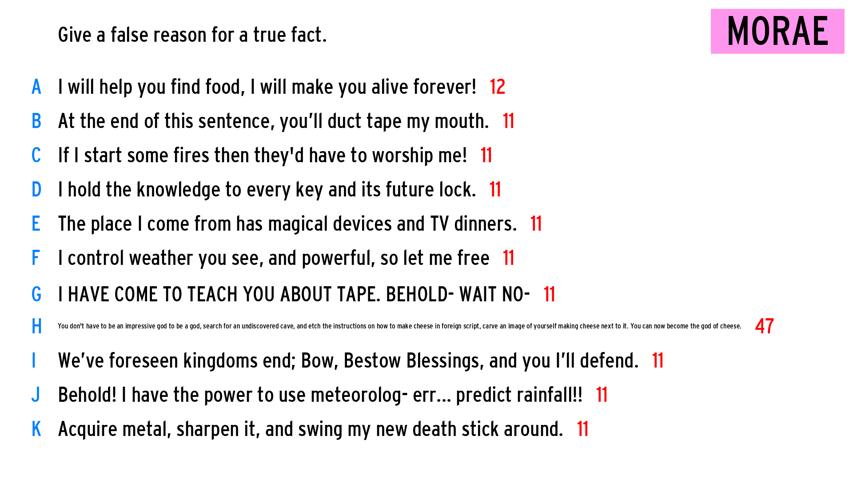 Give a false reason for a true fact.
MORAE
A I will help you find food, I will make you alive forever! 12
B At the end of this sentence, you'll duct tape my mouth. 11
C If I start some fires then they'd have to worship me! 11
D I hold the knowledge to every key and its future lock. 11
E The place I come from has magical devices and TV dinners. 11
F I control weather you see, and powerful, so let me free 11
G I HAVE COME TO TEACH YOU ABOUT TAPE. BEHOLD- WAIT NO- 11
H You don't have to be an impressive god to be a god, search for an undiscovered cave, and etch the instructions on how to make cheese in foreign script, carve an image of yourself making cheese next to it. You can now become the god of cheese. 47
I We've foreseen kingdoms end; Bow, Bestow Blessings, and you I'll defend. 11
J Behold! I have the power to use meteorolog- err... predict rainfall!! 11
K Acquire metal, sharpen it, and swing my new death stick around. 11